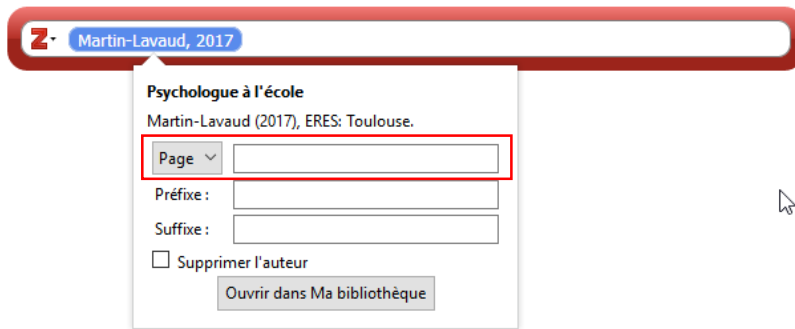 Z Martin-Lavaud, 2017
Psychologue à l'école
Martin-Lavaud (2017), ERES: Toulouse.
Page
Préfixe :
Suffixe :
Supprimer l'auteur
Ouvrir dans Ma bibliothèque